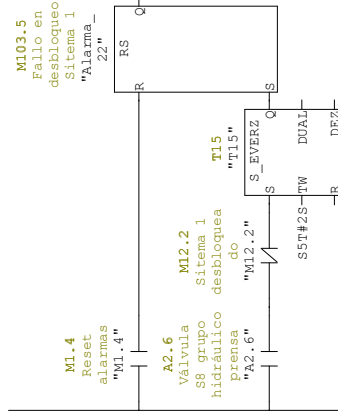 M103.5
Fallo en
desbloqueo
Sitema 1
"Alarma_
22"
RS
Q
R
S
T15
"T15"
S_EVERZ
S
Q
TW
DUAL
DEZ
R
S5T#2S
M12.2
Sitema 1
desbloquea
do
"M12.2"
M1.4
Reset
alarmas
"M1.4"
A2.6
Válvula
S8 grupo
hidráulico
prensa
"A2.6"